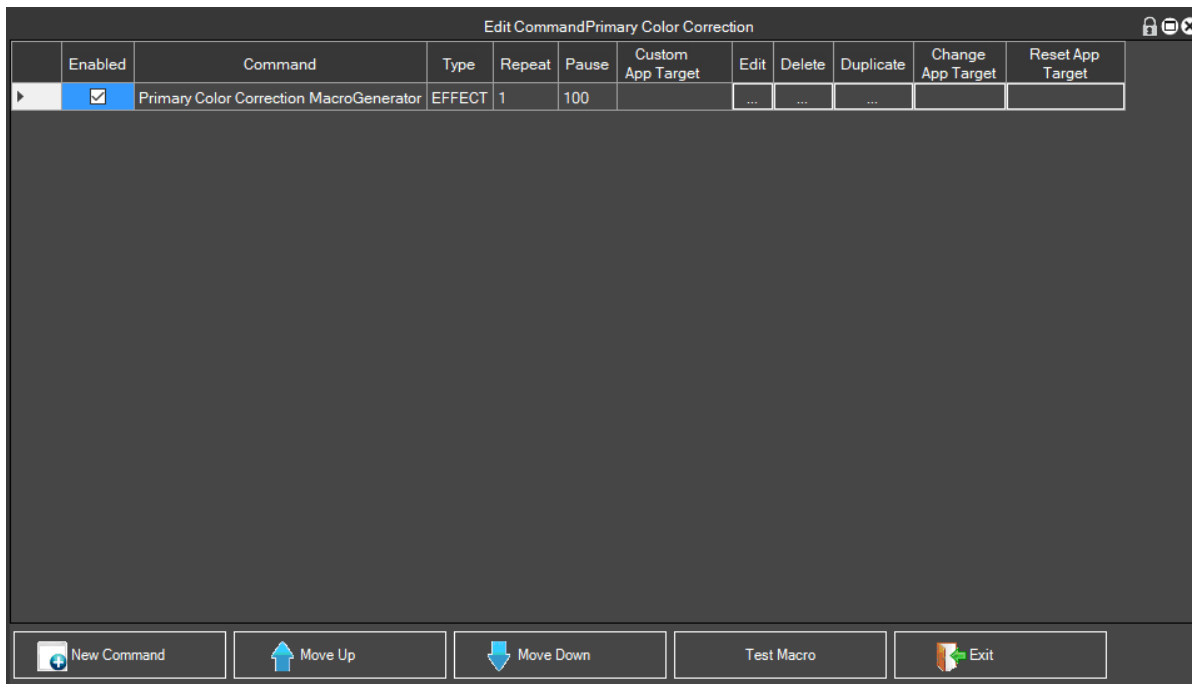 Edit CommandPrimary Color Correction
Enabled Command Type Repeat Pause Custom App Target Edit Delete Duplicate Change App Target Reset App Target
Primary Color Correction MacroGenerator EFFECT 1 100 ... ... ...
New Command Move Up Move Down Test Macro Exit